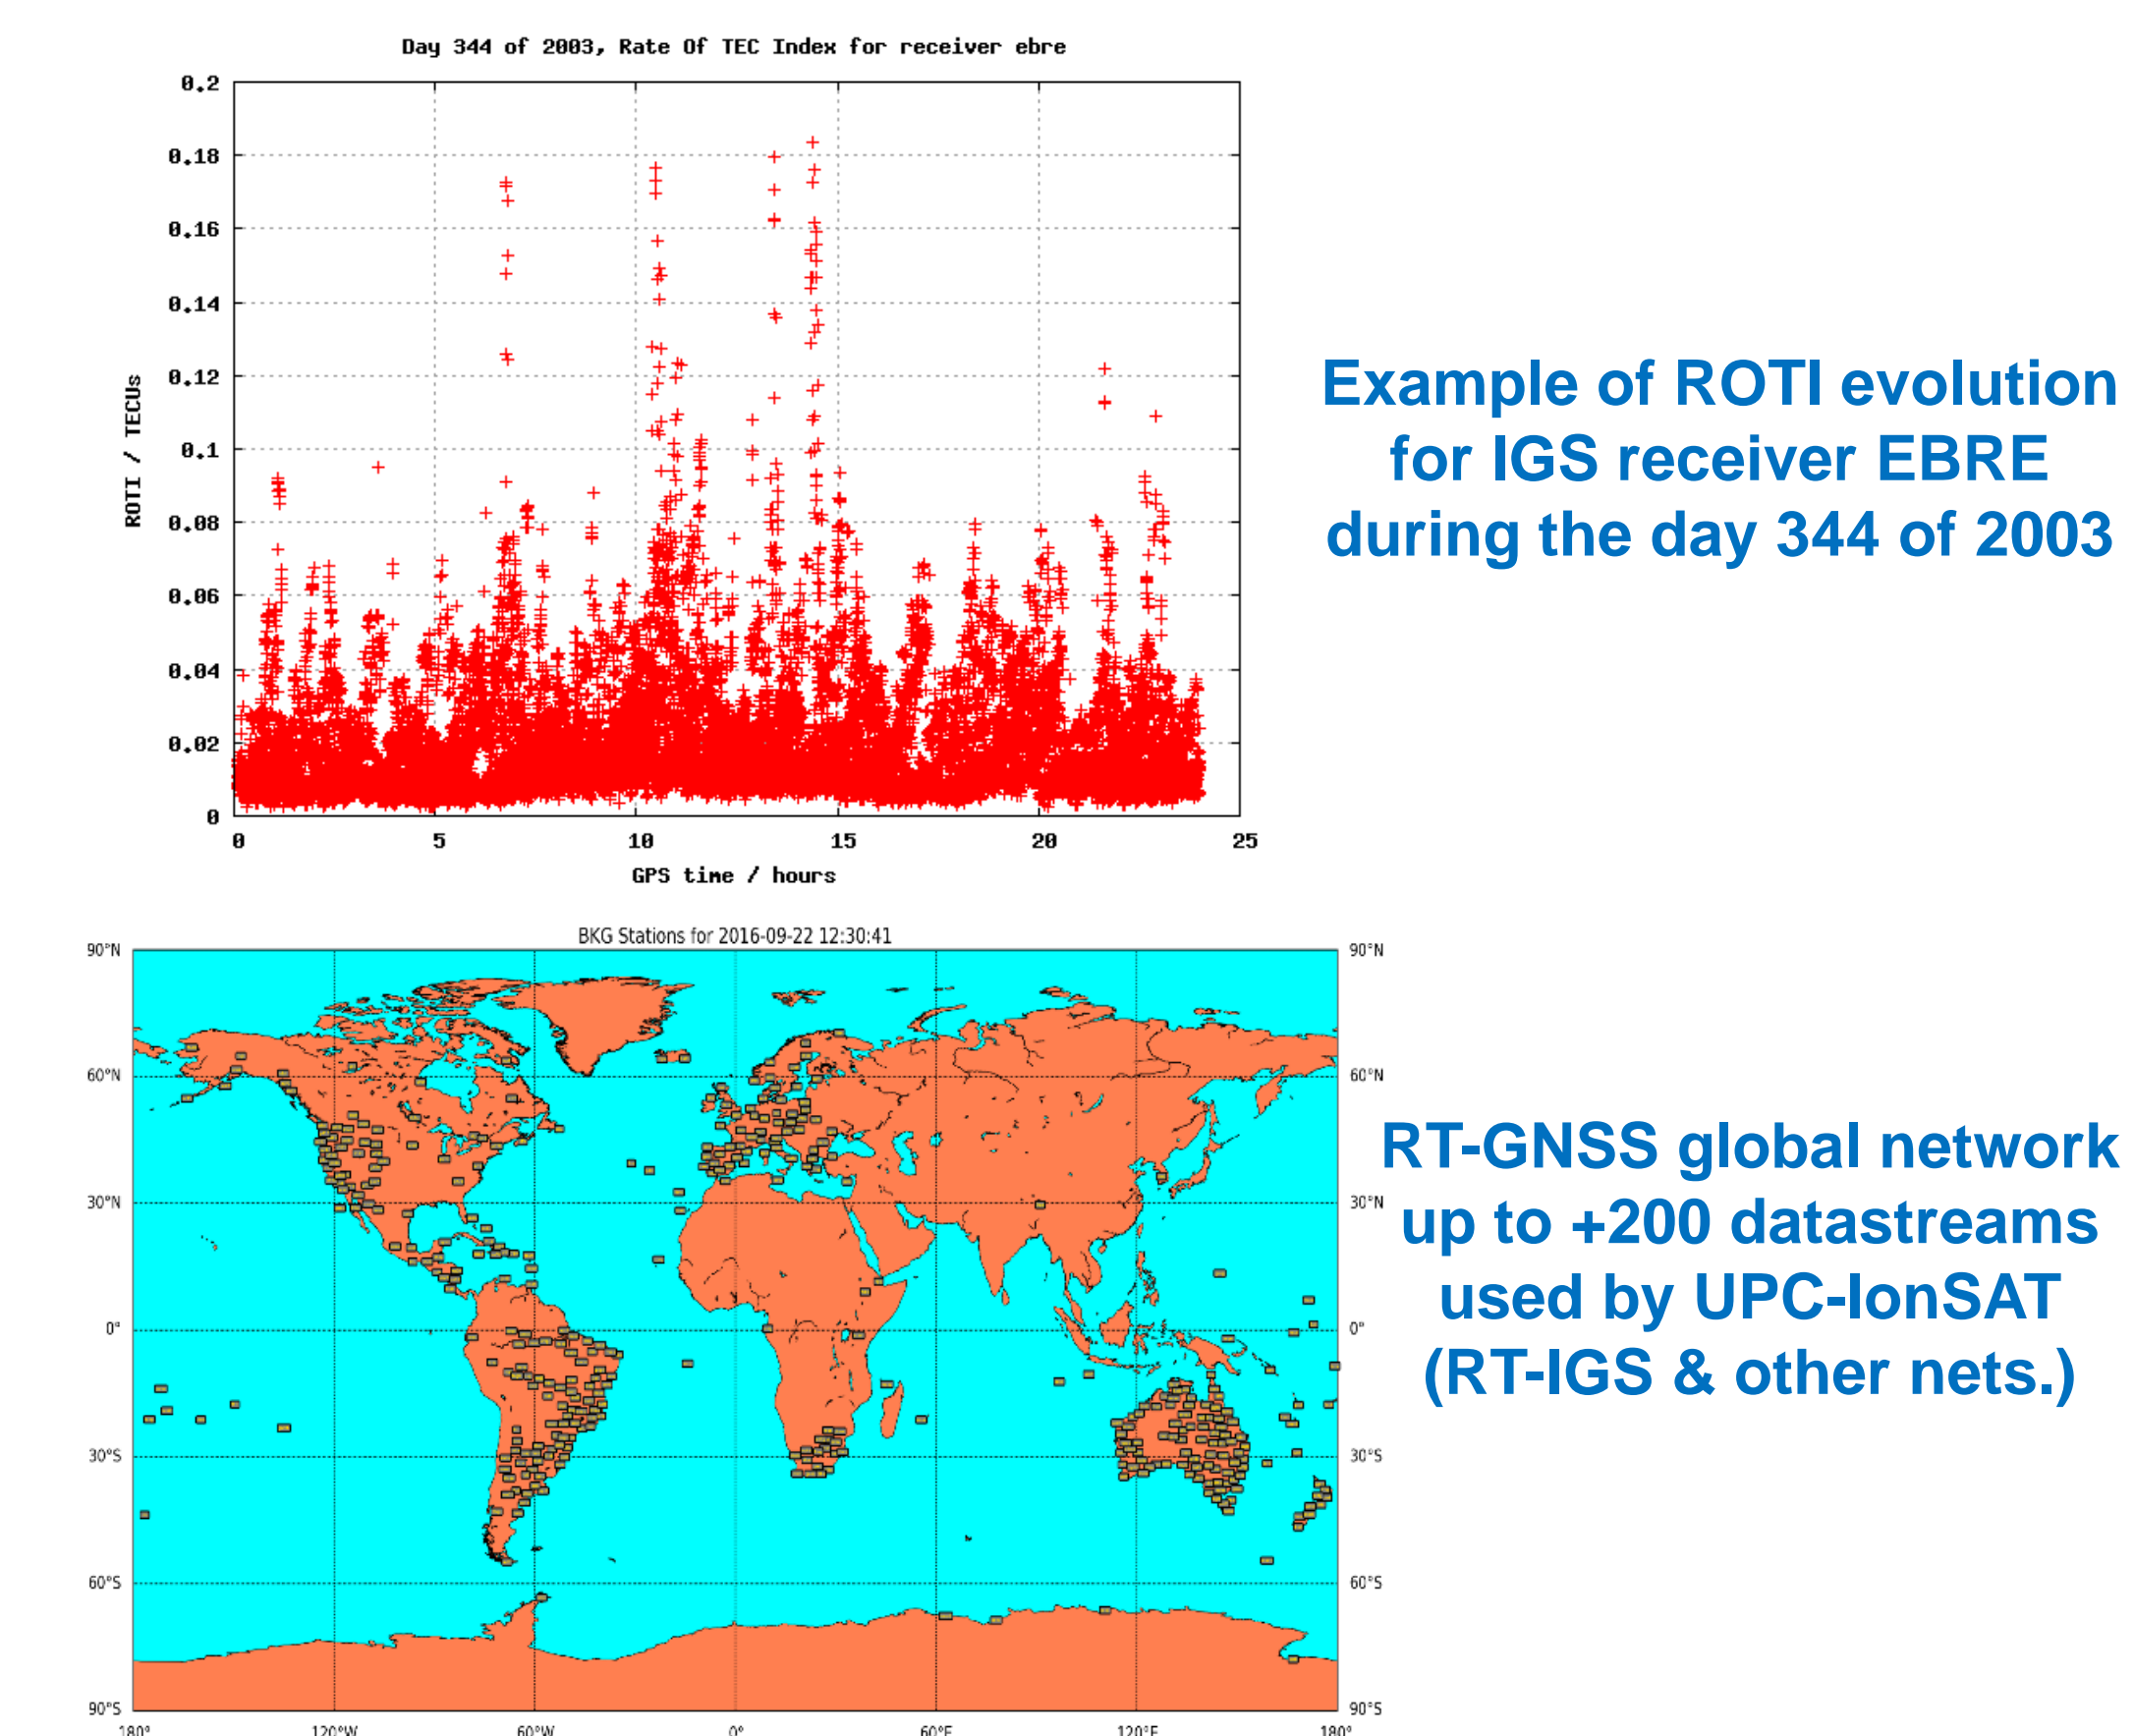 Day 344 of 2003, Rate Of TEC Index for receiver ebre
0.2
0.18
0.16
0.14
0.12
0.1
0.08
0.06
0.04
0.02
0
ROTI / TECUs
0 5 10 15 20 25
GPS time / hours
Example of ROTI evolution
for IGS receiver EBRE
during the day 344 of 2003
BKG Stations for 2016-09-22 12:30:41
90°N 90°N
60°N 60°N
30°N 30°N
0° 0°
30°S 30°S
60°S 60°S
90°S 90°S
180° 120°W 60°W 0° 60°E 120°E 180°
RT-GNSS global network
up to +200 datastreams
used by UPC-IonSAT
(RT-IGS & other nets.)